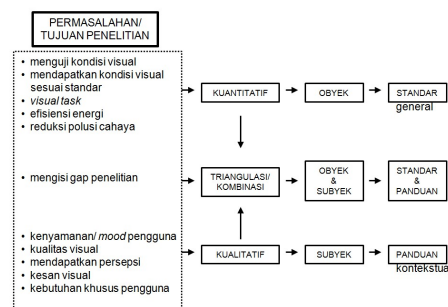 PERMASALAHAN/
TUJUAN PENELITIAN
• menguji kondisi visual
• mendapatkan kondisi visual
sesuai standar
• visual task
• efisiensi energi
• reduksi polusi cahaya
KUANTITATIF
OBYEK
STANDAR
general
• mengisi gap penelitian
TRIANGULASI/
KOMBINASI
OBYEK
&
SUBYEK
STANDAR
&
PANDUAN
• kenyamanan/ mood pengguna
• kualitas visual
• mendapatkan persepsi
• kesan visual
• kebutuhan khusus pengguna
KUALITATIF
SUBYEK
PANDUAN
kontekstua